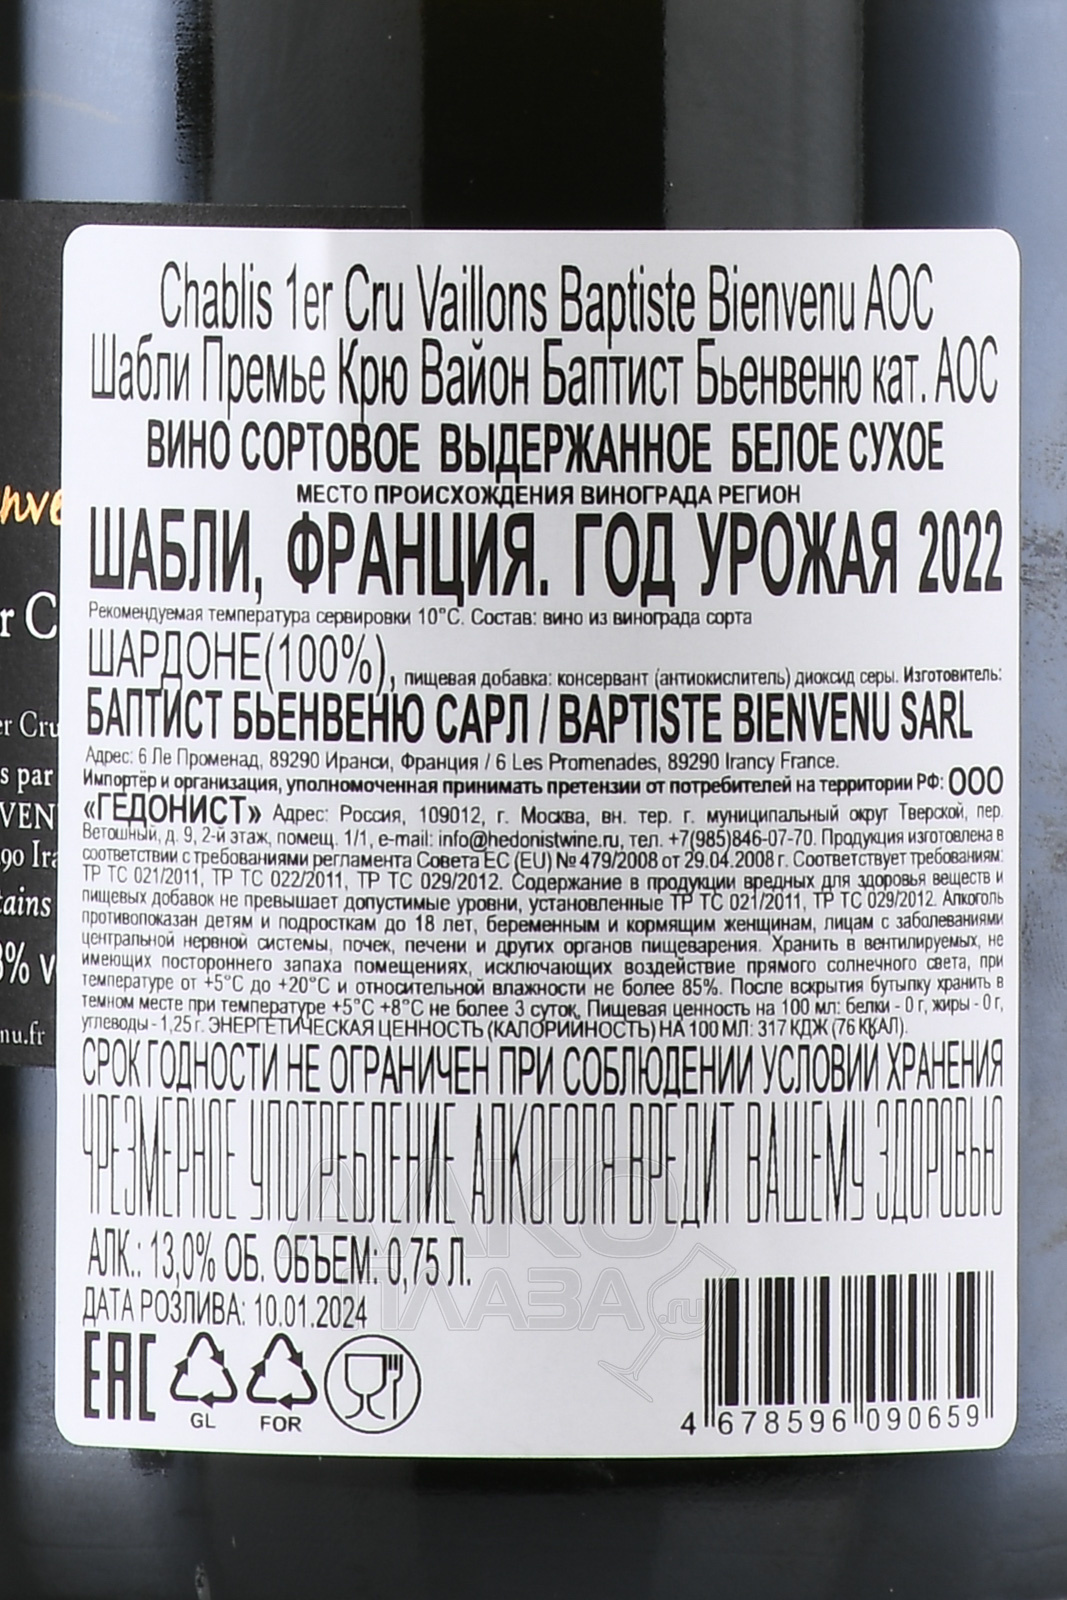 Chablis 1er Cru Vaillons Baptiste Bienvenu AOC
Шабли Премье Крю Вайон Баптист Бьенвеню кат. АОС
ВИНО СОРТОВОЕ ВЫДЕРЖАННОЕ БЕЛОЕ СУХОЕ
МЕСТО ПРОИСХОЖДЕНИЯ ВИНОГРАДА РЕГИОН
ШАБЛИ, ФРАНЦИЯ. ГОД УРОЖАЯ 2022
Рекомендуемая температура сервировки 10°С. Состав: вино из винограда сорта
ШАРДОНЕ(100%), пищевая добавка: консервант (антиокислитель) диоксид серы. Изготовитель:
БАПТИСТ БЬЕНВЕНЮ САРЛ / BAPTISTE BIENVENU SARL
Адрес: 6 Ле Променад, 89290 Иранси, Франция / 6 Les Promenades, 89290 Irancy France.
Импортёр и организация, уполномоченная принимать претензии от потребителей на территории РФ: ООО
«ГЕДОНИСТ» Адрес: Россия, 109012, г. Москва, вн. тер. г. муниципальный округ Тверской, пер.
Ветошный, д. 9, 2-й этаж, помещ. 1/1, e-mail: info@hedonistwine.ru, тел. +7(985)846-07-70. Продукция изготовлена в
соответствии с требованиями регламента Совета ЕС (EU) № 479/2008 от 29.04.2008 г. Соответствует требованиям:
ТР ТС 021/2011, ТР ТС 022/2011, ТР ТС 029/2012. Содержание в продукции вредных для здоровья веществ и
пищевых добавок не превышает допустимые уровни, установленные ТР ТС 021/2011, ТР ТС 029/2012. Алкоголь
противопоказан детям и подросткам до 18 лет, беременным и кормящим женщинам, лицам с заболеваниями
центральной нервной системы, почек, печени и других органов пищеварения. Хранить в вентилируемых, не
имеющих постороннего запаха помещениях, исключающих воздействие прямого солнечного света, при
температуре от +5°С до +20°С и относительной влажности не более 85%. После вскрытия бутылку хранить в
темном месте при температуре +5°С +8°С не более 3 суток. Пищевая ценность на 100 мл: белки - 0 г, жиры - 0 г,
углеводы - 1,25 г. ЭНЕРГЕТИЧЕСКАЯ ЦЕННОСТЬ (КАЛОРИЙНОСТЬ) НА 100 МЛ: 317 КДЖ (76 ККАЛ).
СРОК ГОДНОСТИ НЕ ОГРАНИЧЕН ПРИ СОБЛЮДЕНИИ УСЛОВИЙ ХРАНЕНИЯ
ЧРЕЗМЕРНОЕ УПОТРЕБЛЕНИЕ АЛКОГОЛЯ ВРЕДИТ ВАШЕМУ ЗДОРОВЬЮ
АЛК.: 13,0% ОБ. ОБЪЕМ: 0,75 Л.
ДАТА РОЗЛИВА: 10.01.2024
EAC
GL FOR
4 678596 090659
АЛКО
ПЛАЗА .ru
r C
er Cru
s par
VEN
tains
% v
nu.fr